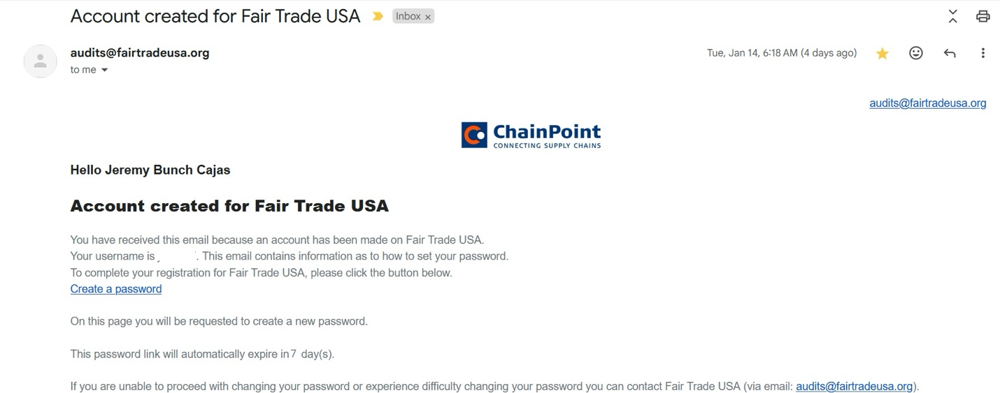 Account created for Fair Trade USA
Inbox ×
audits@fairtradeusa.org
Tue, Jan 14, 6:18 AM (4 days ago)
to me
audits@fairtradeusa.org
ChainPoint
CONNECTING SUPPLY CHAINS
Hello Jeremy Bunch Cajas
Account created for Fair Trade USA
You have received this email because an account has been made on Fair Trade USA.
Your username is . This email contains information as to how to set your password.
To complete your registration for Fair Trade USA, please click the button below.
Create a password
On this page you will be requested to create a new password.
This password link will automatically expire in 7 day(s).
If you are unable to proceed with changing your password or experience difficulty changing your password you can contact Fair Trade USA (via email: audits@fairtradeusa.org).